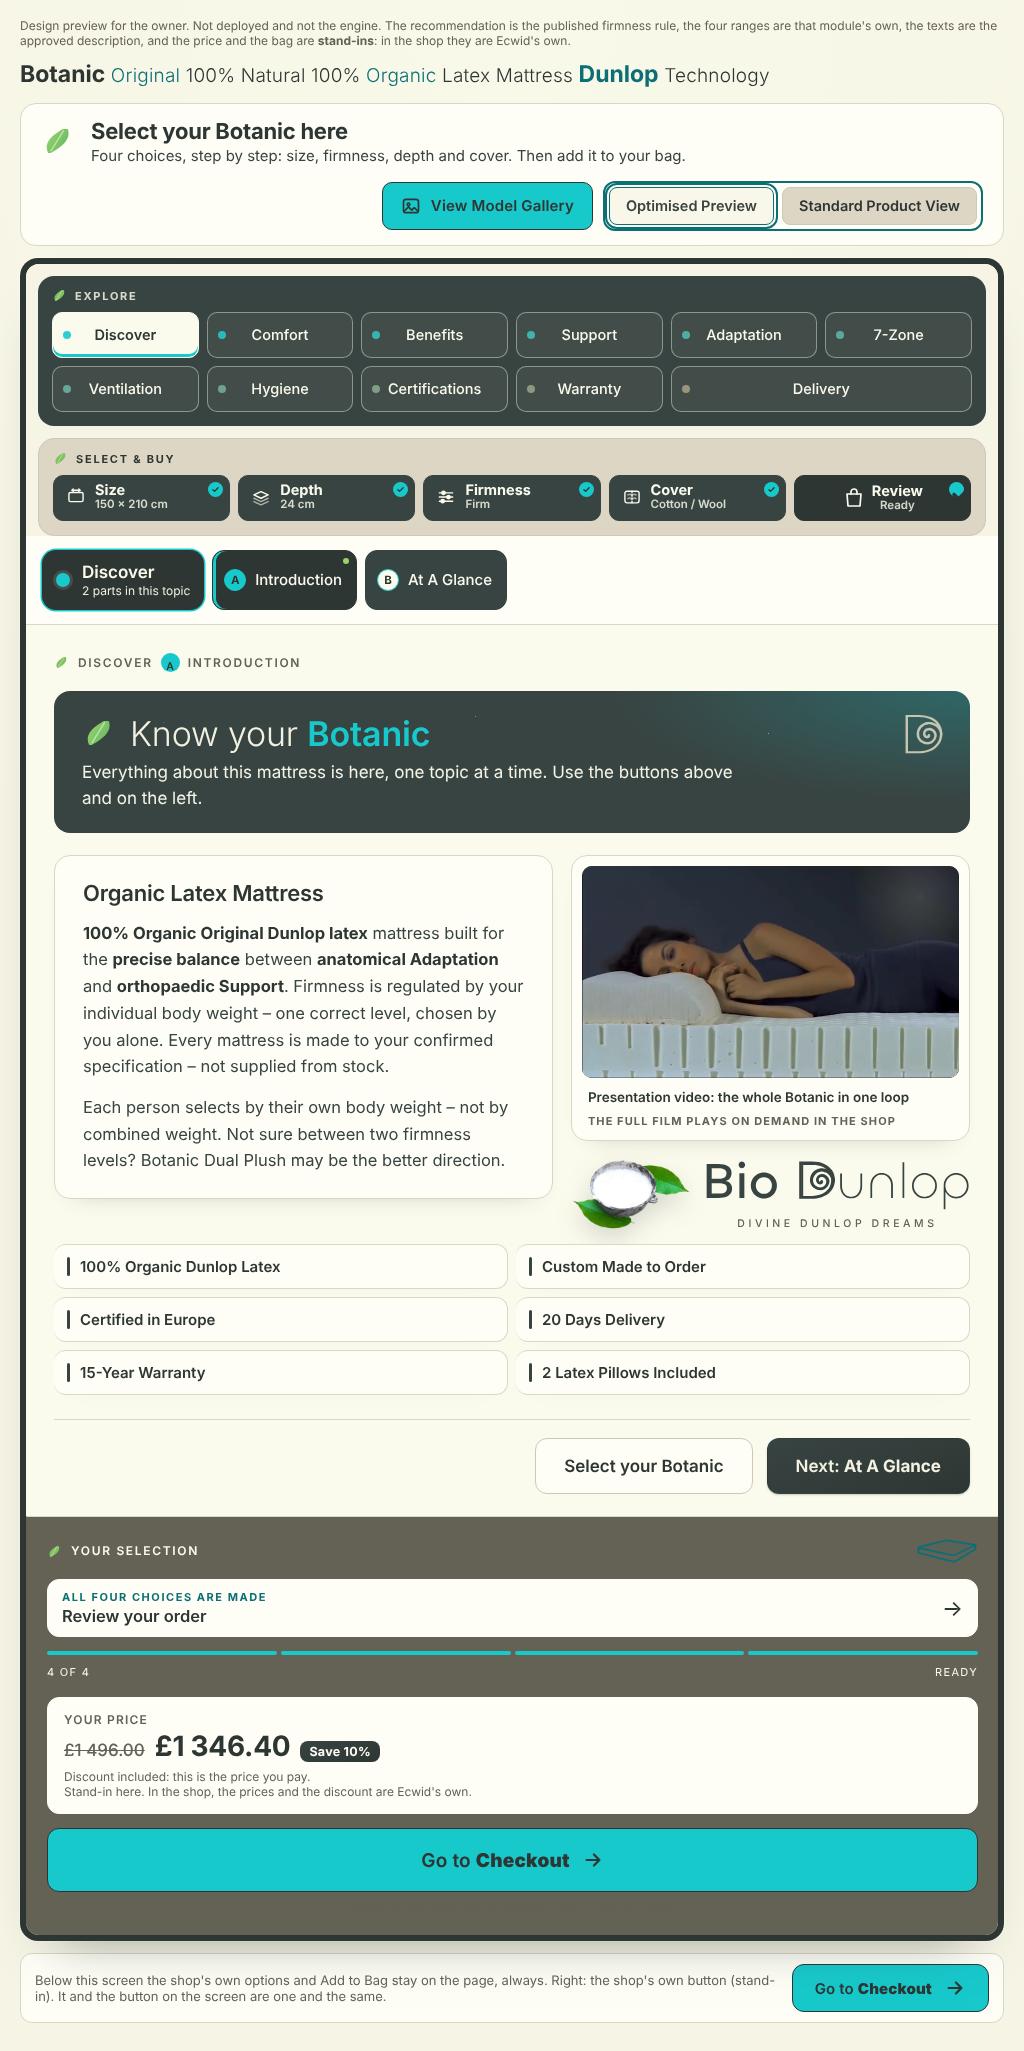 Design preview for the owner. Not deployed and not the engine. The recommendation is the published firmness rule, the four ranges are that module's own, the texts are the
approved description, and the price and the bag are stand-ins: in the shop they are Ecwid's own.
Botanic Original 100% Natural 100% Organic Latex Mattress Dunlop Technology
Select your Botanic here
Four choices, step by step: size, firmness, depth and cover. Then add it to your bag.
View Model Gallery
Optimised Preview
Standard Product View
EXPLORE
Discover
Comfort
Benefits
Support
Adaptation
7-Zone
Ventilation
Hygiene
Certifications
Warranty
Delivery
SELECT & BUY
Size
150 × 210 cm
Depth
24 cm
Firmness
Firm
Cover
Cotton / Wool
Review
Ready
Discover
2 parts in this topic
A Introduction
B At A Glance
DISCOVER A INTRODUCTION
Know your Botanic
Everything about this mattress is here, one topic at a time. Use the buttons above
and on the left.
Organic Latex Mattress
100% Organic Original Dunlop latex mattress built for
the precise balance between anatomical Adaptation
and orthopaedic Support. Firmness is regulated by your
individual body weight – one correct level, chosen by
you alone. Every mattress is made to your confirmed
specification – not supplied from stock.
Each person selects by their own body weight – not by
combined weight. Not sure between two firmness
levels? Botanic Dual Plush may be the better direction.
Presentation video: the whole Botanic in one loop
THE FULL FILM PLAYS ON DEMAND IN THE SHOP
Bio Dunlop
DIVINE DUNLOP DREAMS
100% Organic Dunlop Latex
Custom Made to Order
Certified in Europe
20 Days Delivery
15-Year Warranty
2 Latex Pillows Included
Select your Botanic
Next: At A Glance
YOUR SELECTION
ALL FOUR CHOICES ARE MADE
Review your order
4 OF 4
READY
YOUR PRICE
£1 496.00 £1 346.40 Save 10%
Discount included: this is the price you pay.
Stand-in here. In the shop, the prices and the discount are Ecwid's own.
Go to Checkout
Below this screen the shop's own options and Add to Bag stay on the page, always. Right: the shop's own button (stand-
in). It and the button on the screen are one and the same.
Go to Checkout